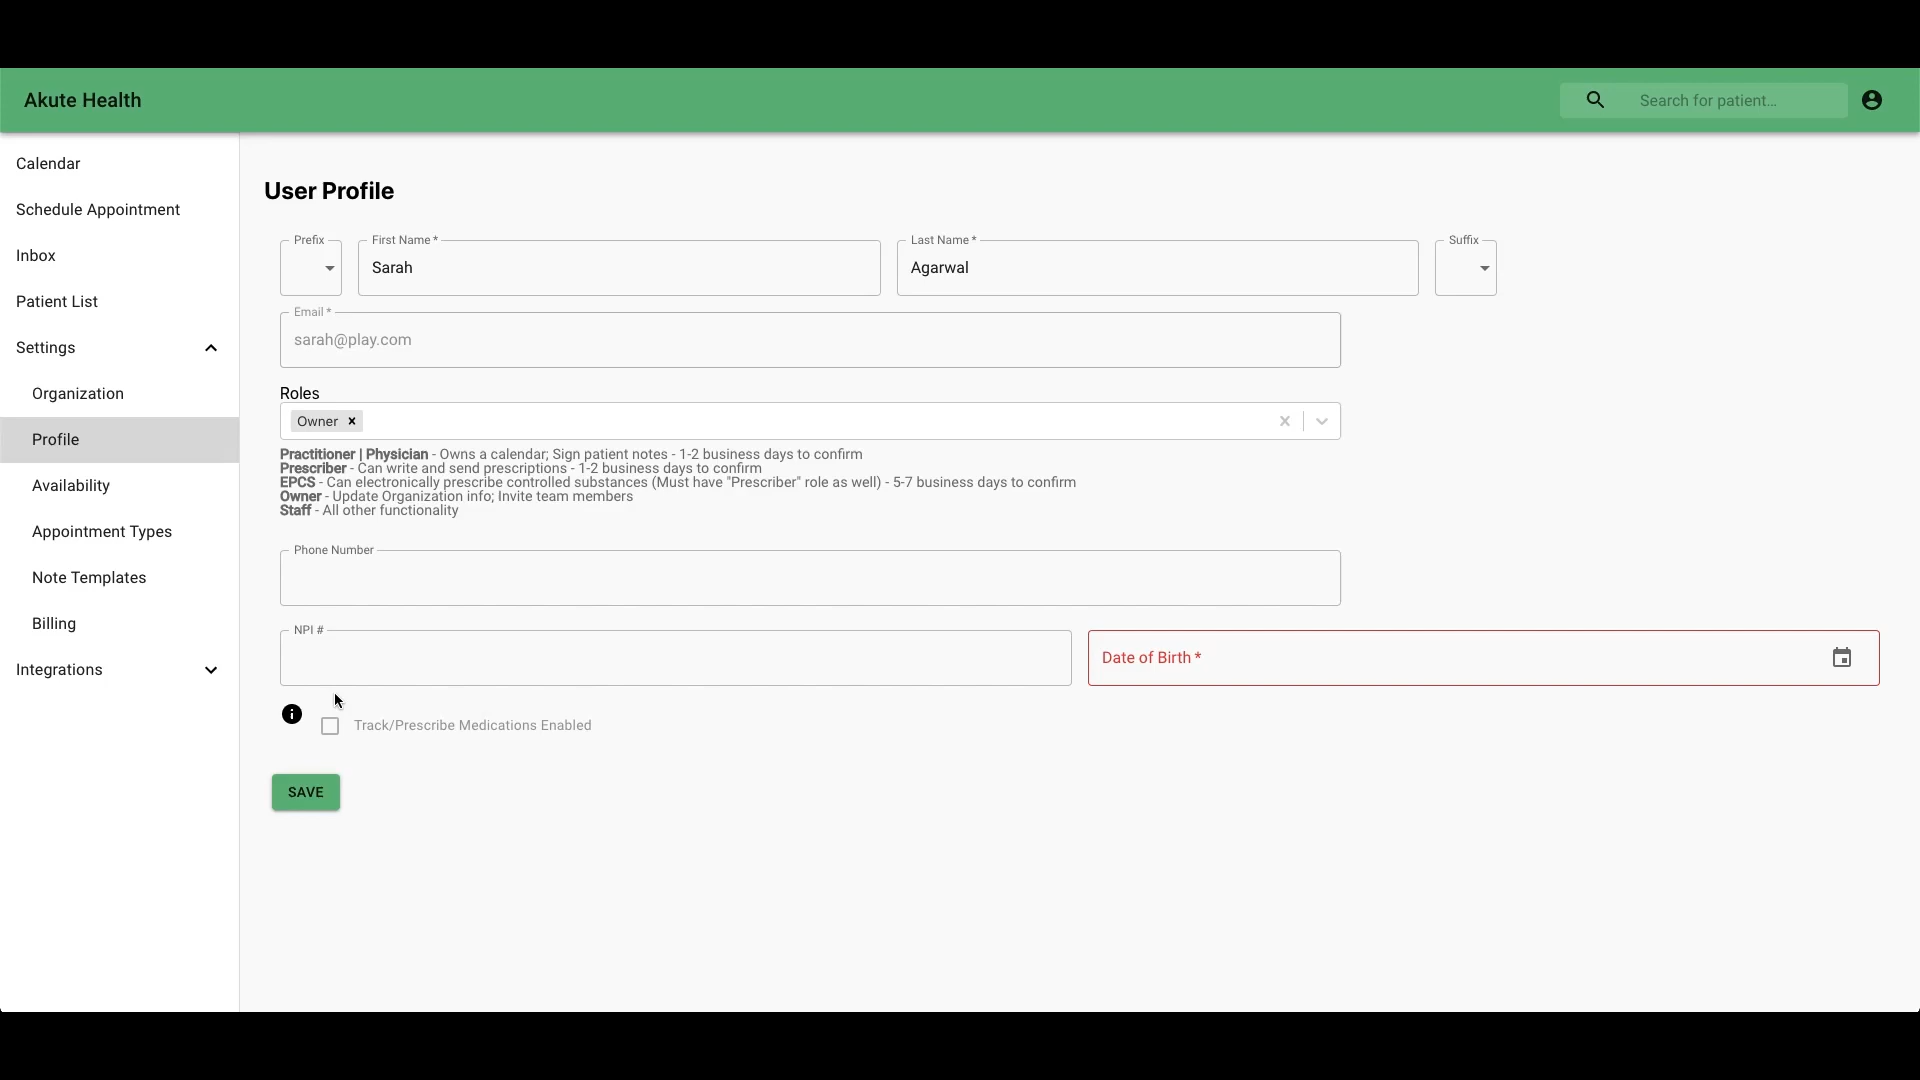 Akute Health
Search for patient...
Calendar
Schedule Appointment
Inbox
Patient List
Settings
Organization
Profile
Availability
Appointment Types
Note Templates
Billing
Integrations
User Profile
Prefix
First Name *
Last Name *
Suffix
Sarah
Agarwal
Email *
sarah@play.com
Roles
Owner
Practitioner | Physician - Owns a calendar; Sign patient notes - 1-2 business days to confirm
Prescriber - Can write and send prescriptions - 1-2 business days to confirm
EPCS - Can electronically prescribe controlled substances (Must have "Prescriber" role as well) - 5-7 business days to confirm
Owner - Update Organization info; Invite team members
Staff - All other functionality
Phone Number
NPI #
Date of Birth *
Track/Prescribe Medications Enabled
SAVE